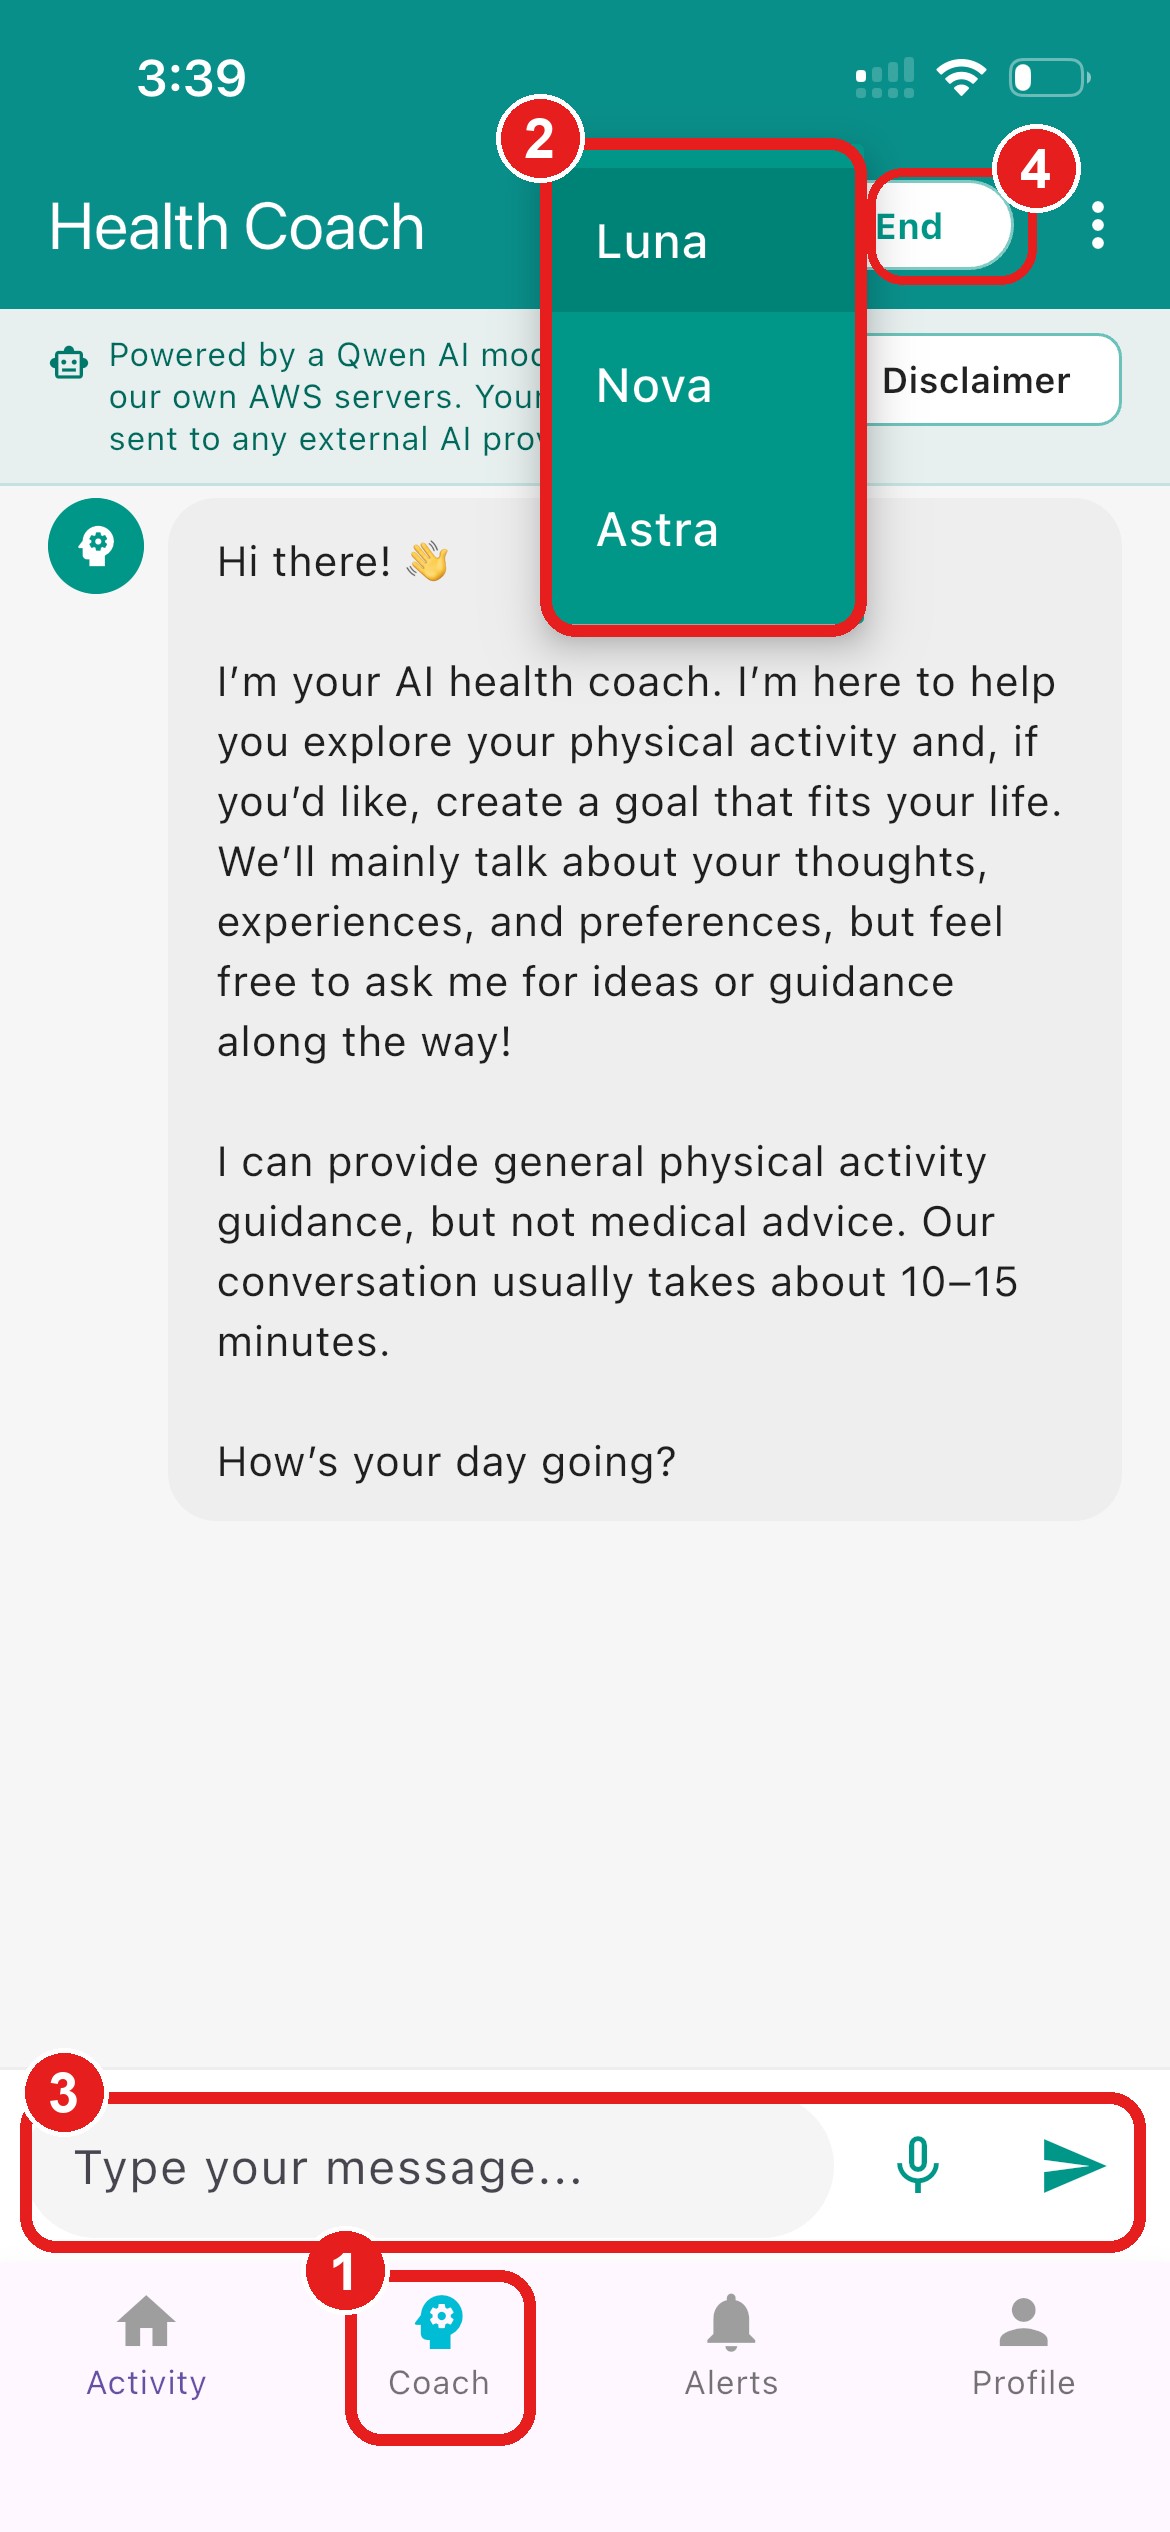 3:39
2
4
Health Coach
Luna
End
Nova
Astra
Powered by a Qwen AI
our own AWS servers. Your
sent to any external AI
Disclaimer
Hi there! 👋
I’m your AI health coach. I’m here to help
you explore your physical activity and, if
you’d like, create a goal that fits your life.
We’ll mainly talk about your thoughts,
experiences, and preferences, but feel
free to ask me for ideas or guidance
along the way!
I can provide general physical activity
guidance, but not medical advice. Our
conversation usually takes about 10–15
minutes.
How’s your day going?
3
Type your message...
1
Activity
Coach
Alerts
Profile